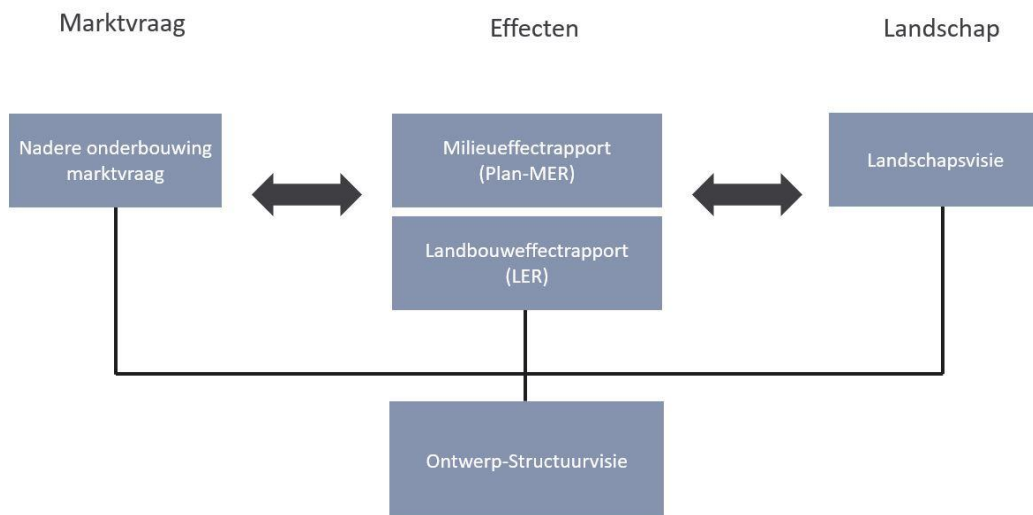 Marktvraag
Effecten
Landschap
Nadere onderbouwing
marktvraag
Milieueffectrapport
(Plan-MER)
Landschapsvisie
Landbouweffectrapport
(LER)
Ontwerp-Structuurvisie